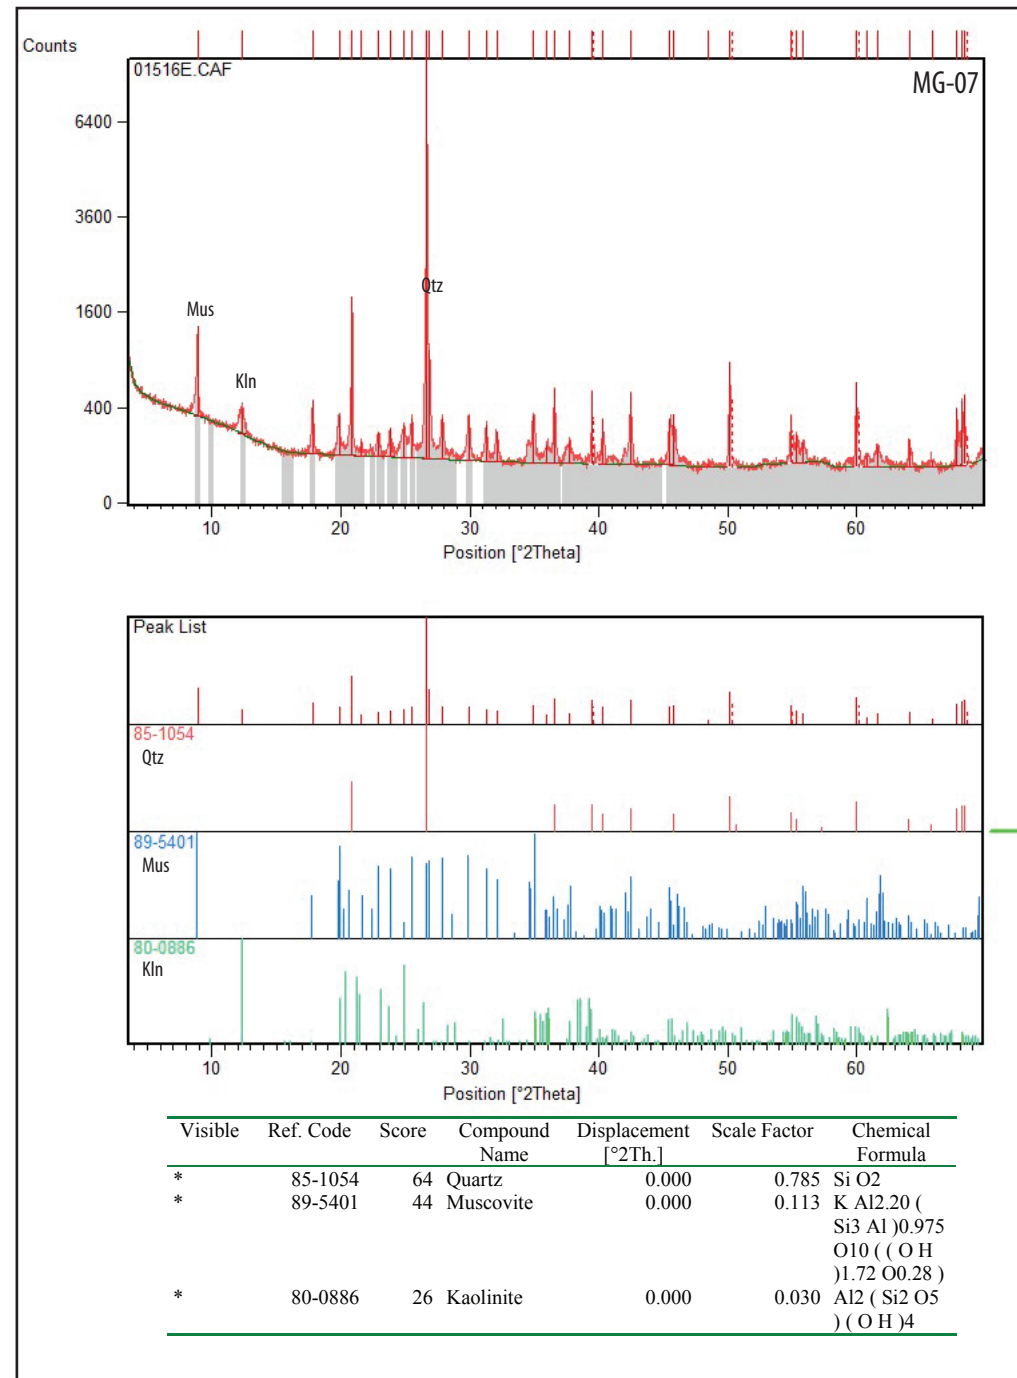 Counts
01516E.CAF
MG-07
6400
3600
1600
400
0
Mus
Kln
Qtz
10 20 30 40 50 60
Position [°2Theta]
Peak List
85-1054
Qtz
89-5401
Mus
80-0886
Kln
10 20 30 40 50 60
Position [°2Theta]
Visible Ref. Code Score Compound Displacement Scale Factor Chemical
Name [°2Th.] Formula
* 85-1054 64 Quartz 0.000 0.785 Si O2
* 89-5401 44 Muscovite 0.000 0.113 K Al2.20 (
Si3 Al )0.975
O10 ( ( O H
)1.72 O0.28 )
* 80-0886 26 Kaolinite 0.000 0.030 Al2 ( Si2 O5
) ( O H )4